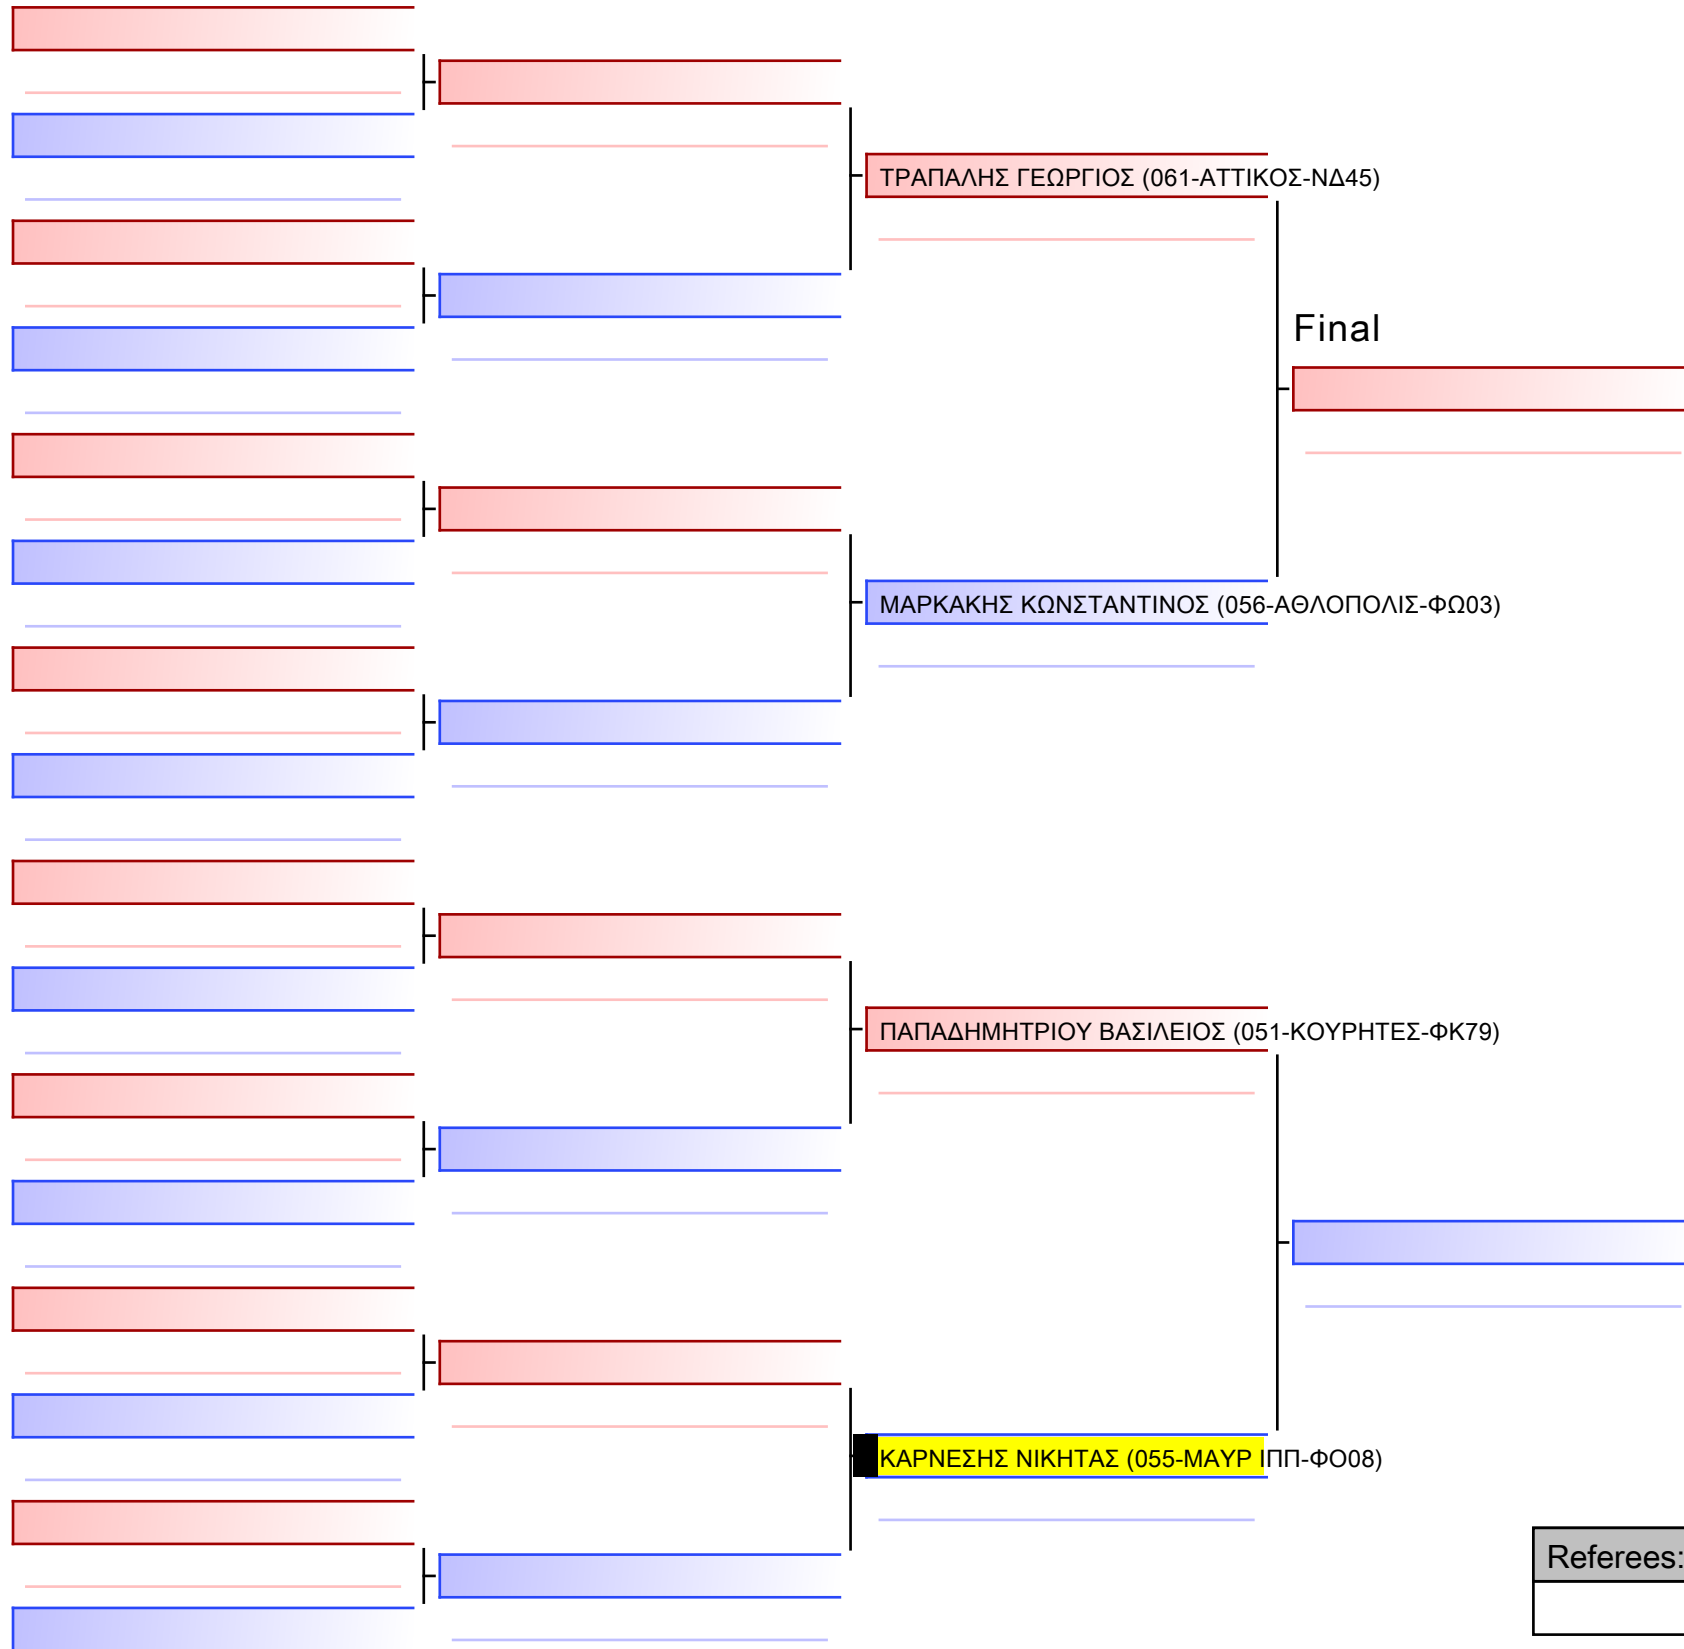 ΤΡΑΠΑΛΗΣ ΓΕΩΡΓΙΟΣ (061-ΑΤΤΙΚΟΣ-ΝΔ45)
Final
ΜΑΡΚΑΚΗΣ ΚΩΝΣΤΑΝΤΙΝΟΣ (056-ΑΘΛΟΠΟΛΙΣ-ΦΩ03)
ΠΑΠΑΔΗΜΗΤΡΙΟΥ ΒΑΣΙΛΕΙΟΣ (051-ΚΟΥΡΗΤΕΣ-ΦΚ79)
ΚΑΡΝΕΣΗΣ ΝΙΚΗΤΑΣ (055-ΜΑΥΡ ΙΠΠ-ΦΟ08)
Referees: